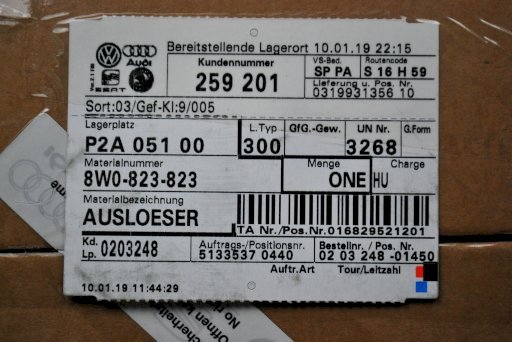 Bereitstellende Lagerort 10.01.19 22:15
Audi
SEAT
Kundennummer
259 201
VS-Bed.
SP PA
Routencode
S 16 H 59
Lieferung u. Pos. Nr.
0319931356 10
Sort:03/Gef-Kl:9/005
Lagerplatz
P2A 051 00
L.Typ
300
GfG.-Gew.
UN Nr.
3268
G.Form
Materialnummer
8W0-823-823
Menge
ONE
Charge
HU
Materialbezeichnung
AUSLOESER
TA Nr./Pos.Nr.016829521201
Kd.
Lp. 0203248
Auftrags-/Positionsnr.
5133537 0440
Bestellnr. / Pos. Nr.
02 03 248 -01450
Auftr.Art
Tour/Leitzahl
10.01.19 11:44:29